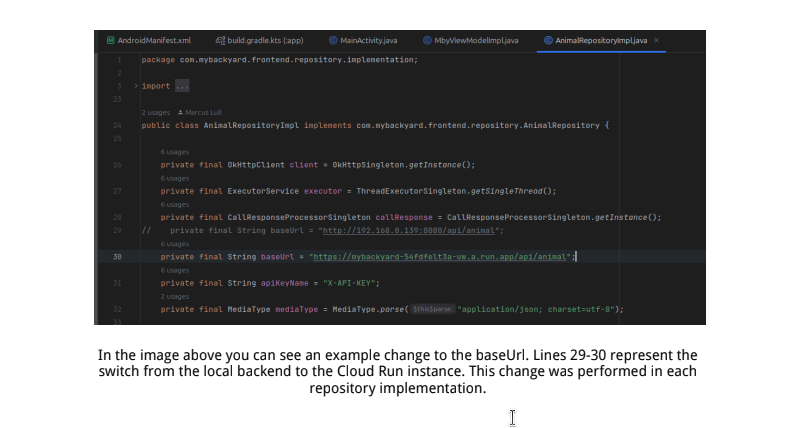 AndroidManifest.xml build.gradle.kts (:app) MainActivity.java MbyViewModelImpl.java AnimalRepositoryImpl.java ×
1 package com.mybackyard.frontend.repository.implementation;
2
3 > import ...
23
2 usages Marcus Lull
24 public class AnimalRepositoryImpl implements com.mybackyard.frontend.repository.AnimalRepository {
25
6 usages
26 private final OkHttpClient client = OkHttpSingleton.getInstance();
6 usages
27 private final ExecutorService executor = ThreadExecutorSingleton.getSingleThread();
6 usages
28 private final CallResponseProcessorSingleton callResponse = CallResponseProcessorSingleton.getInstance();
29 // private final String baseUrl = "http://192.168.0.139:8080/api/animal";
6 usages
30 private final String baseUrl = "https://mybackyard-54fdfelt3a-uw.a.run.app/api/animal";
6 usages
31 private final String apiKeyName = "X-API-KEY";
2 usages
32 private final MediaType mediaType = MediaType.parse( $this$parse "application/json; charset=utf-8");
33
In the image above you can see an example change to the baseUrl. Lines 29-30 represent the
switch from the local backend to the Cloud Run instance. This change was performed in each
repository implementation.